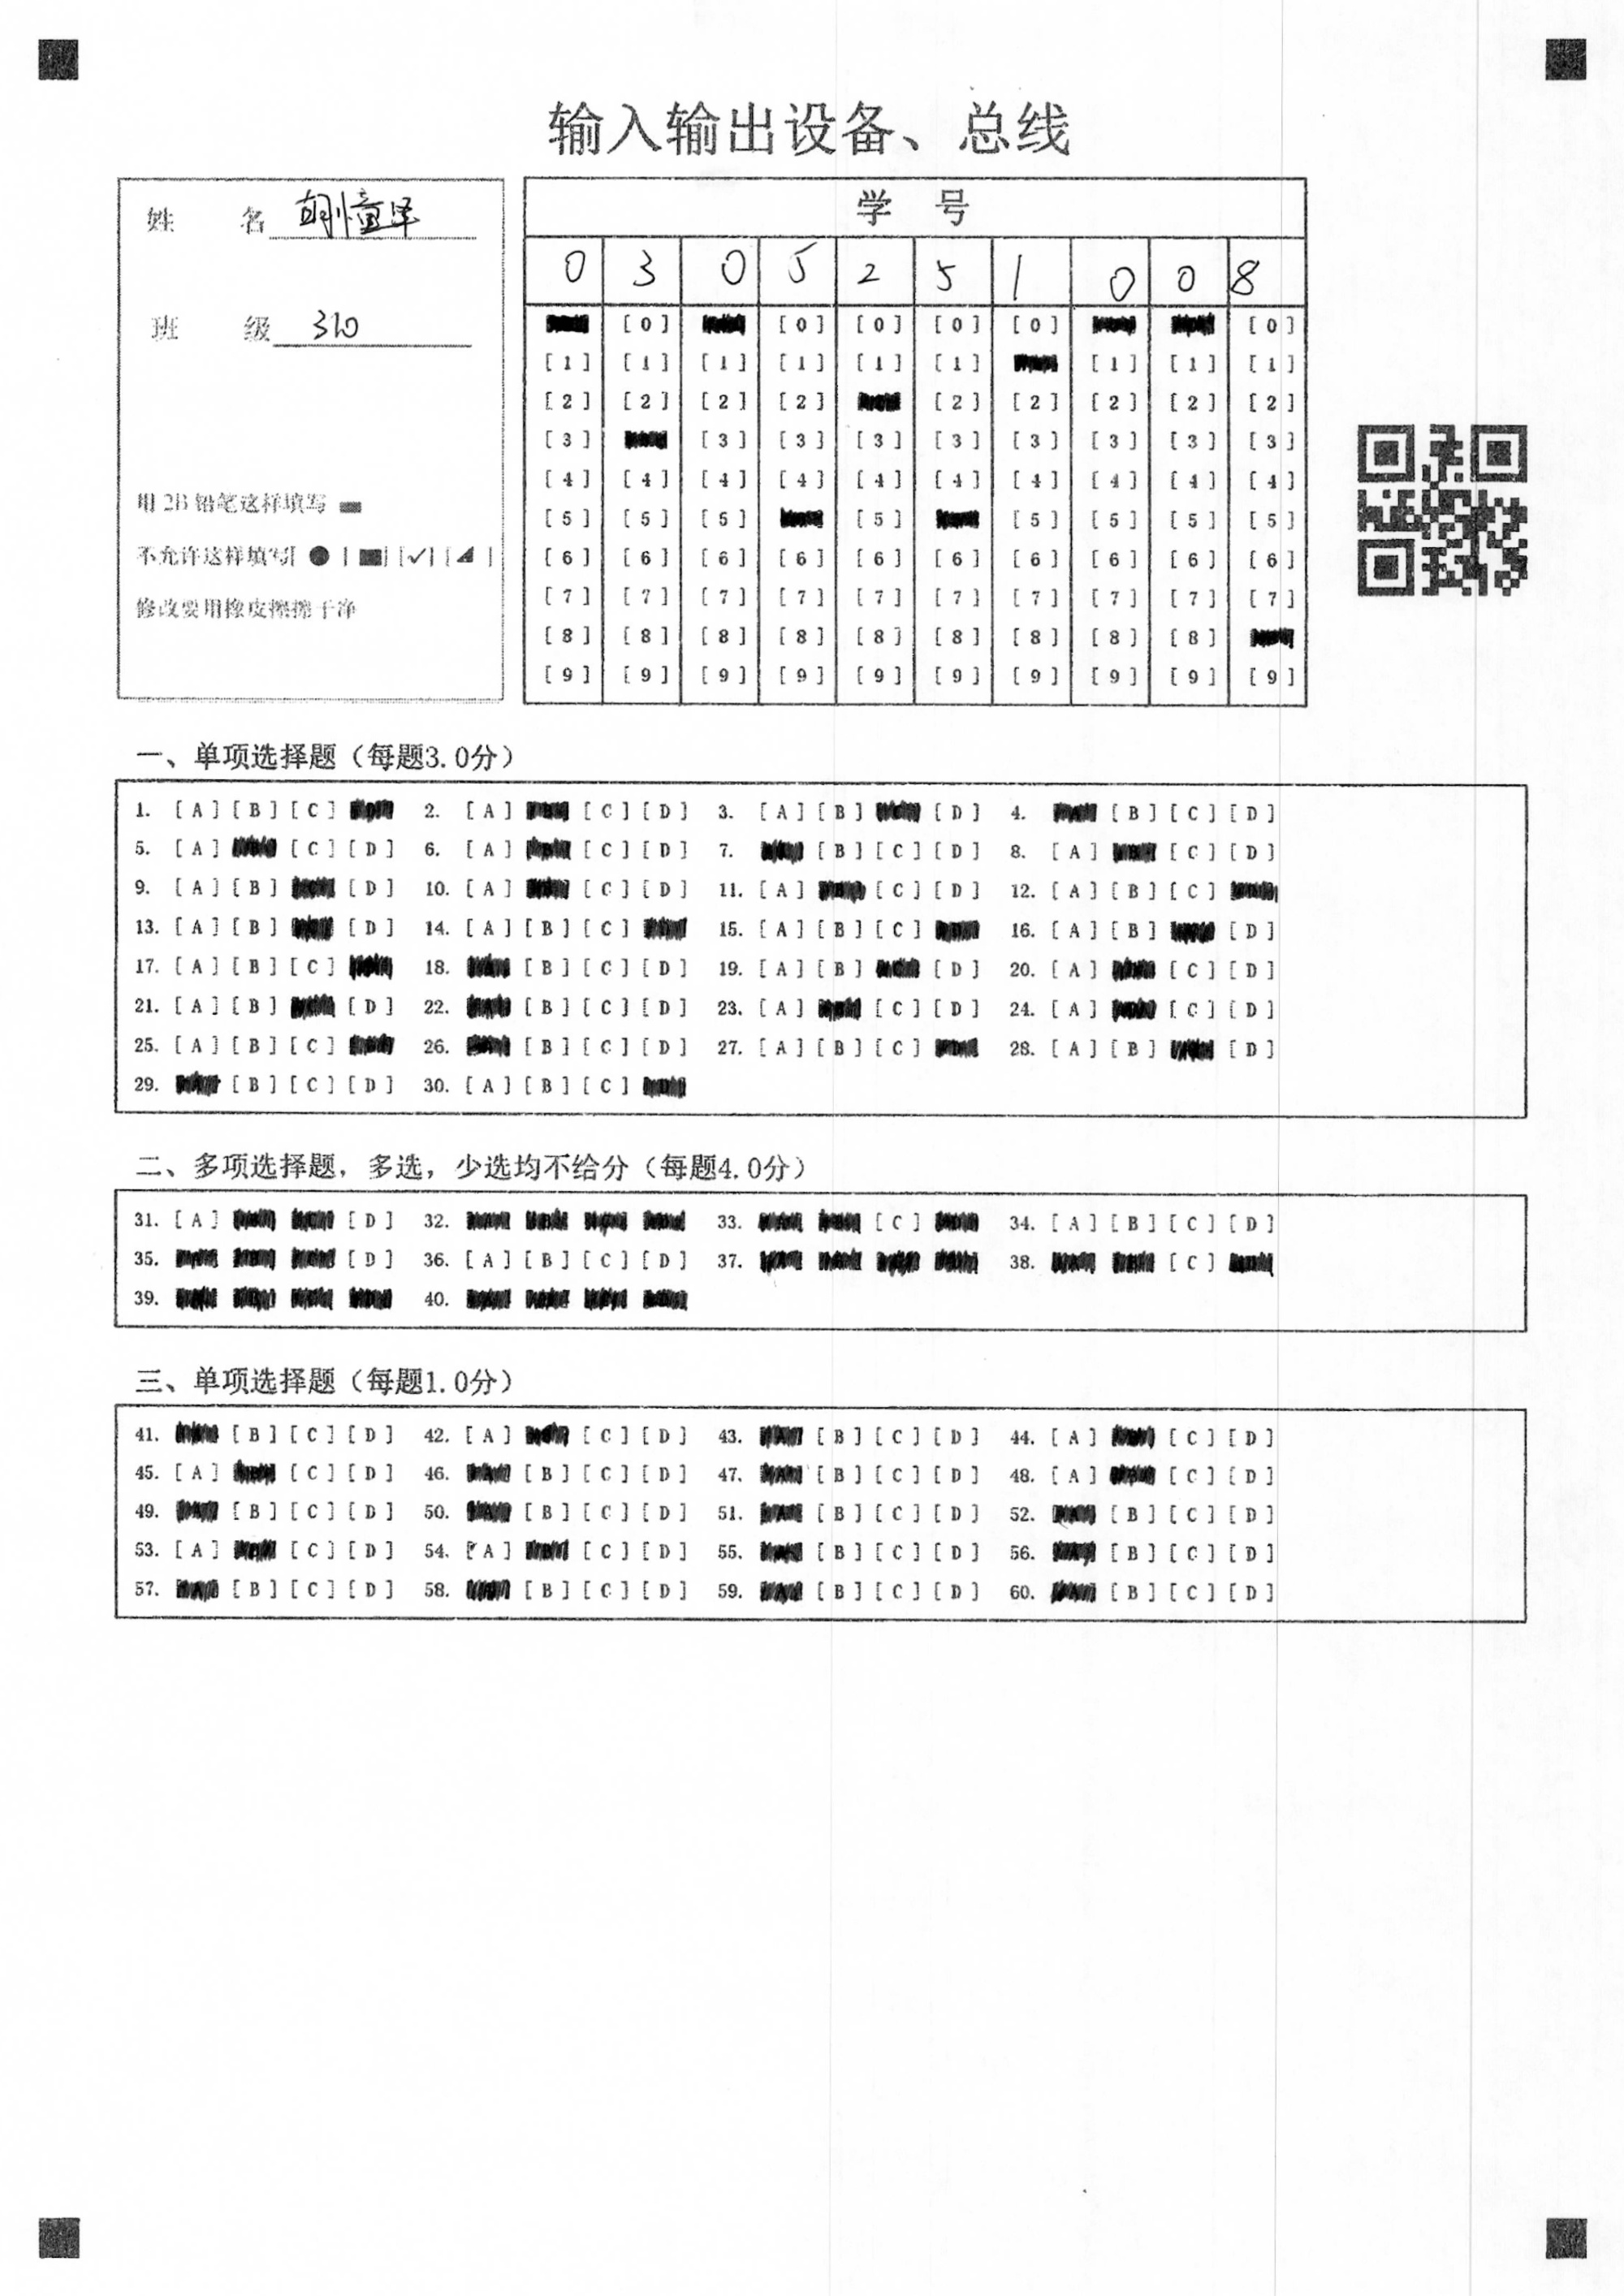 输入输出设备、总线
姓 名
班 级 310
用 2B 铅笔这样填写
不允许这样填写
修改要用橡皮擦擦干净
学 号
0 3 0 5 2 5 1 0 0 8
[0] [0] [0] [0] [0] [0]
[1] [1] [1] [1] [1] [1] [1] [1] [1]
[2] [2] [2] [2] [2] [2] [2] [2] [2]
[3] [3] [3] [3] [3] [3] [3] [3] [3]
[4] [4] [4] [4] [4] [4] [4] [4] [4] [4]
[5] [5] [5] [5] [5] [5] [5] [5]
[6] [6] [6] [6] [6] [6] [6] [6] [6] [6]
[7] [7] [7] [7] [7] [7] [7] [7] [7] [7]
[8] [8] [8] [8] [8] [8] [8] [8] [8]
[9] [9] [9] [9] [9] [9] [9] [9] [9] [9]
一、单项选择题（每题3.0分）
1. [A] [B] [C] 2. [A] [C] [D] 3. [A] [B] [D] 4. [B] [C] [D]
5. [A] [C] [D] 6. [A] [C] [D] 7. [B] [C] [D] 8. [A] [C] [D]
9. [A] [B] [D] 10. [A] [C] [D] 11. [A] [C] [D] 12. [A] [B] [C]
13. [A] [B] [D] 14. [A] [B] [C] 15. [A] [B] [C] 16. [A] [B] [D]
17. [A] [B] [C] 18. [B] [C] [D] 19. [A] [B] [D] 20. [A] [C] [D]
21. [A] [B] [D] 22. [B] [C] [D] 23. [A] [C] [D] 24. [A] [C] [D]
25. [A] [B] [C] 26. [B] [C] [D] 27. [A] [B] [C] 28. [A] [B] [D]
29. [B] [C] [D] 30. [A] [B] [C]
二、多项选择题，多选，少选均不给分（每题4.0分）
31. [A] [D] 32. 33. [C] 34. [A] [B] [C] [D]
35. [D] 36. [A] [B] [C] [D] 37. 38. [C]
39. 40.
三、单项选择题（每题1.0分）
41. [B] [C] [D] 42. [A] [C] [D] 43. [B] [C] [D] 44. [A] [C] [D]
45. [A] [C] [D] 46. [B] [C] [D] 47. [B] [C] [D] 48. [A] [C] [D]
49. [B] [C] [D] 50. [B] [C] [D] 51. [B] [C] [D] 52. [B] [C] [D]
53. [A] [C] [D] 54. [A] [C] [D] 55. [B] [C] [D] 56. [B] [C] [D]
57. [B] [C] [D] 58. [B] [C] [D] 59. [B] [C] [D] 60. [B] [C] [D]